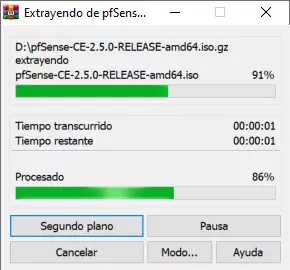 Extrayendo de pfSens...
D:\pfSense-CE-2.5.0-RELEASE-amd64.iso.gz
extrayendo
pfSense-CE-2.5.0-RELEASE-amd64.iso 91%
Tiempo transcurrido 00:00:01
Tiempo restante 00:00:01
Procesado 86%
Segundo plano Pausa
Cancelar Modo... Ayuda